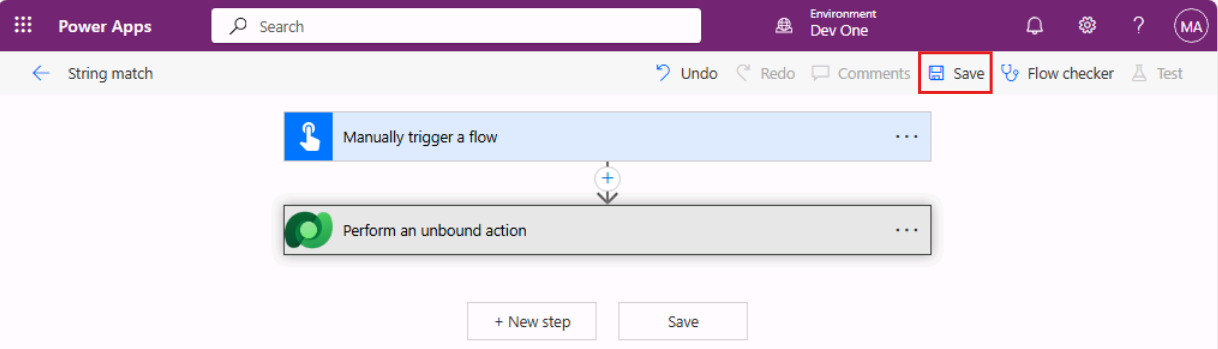 Power Apps
Search
Environment
Dev One
?
MA
String match
Undo
Redo
Comments
Save
Flow checker
Test
Manually trigger a flow
...
+
Perform an unbound action
...
+ New step
Save